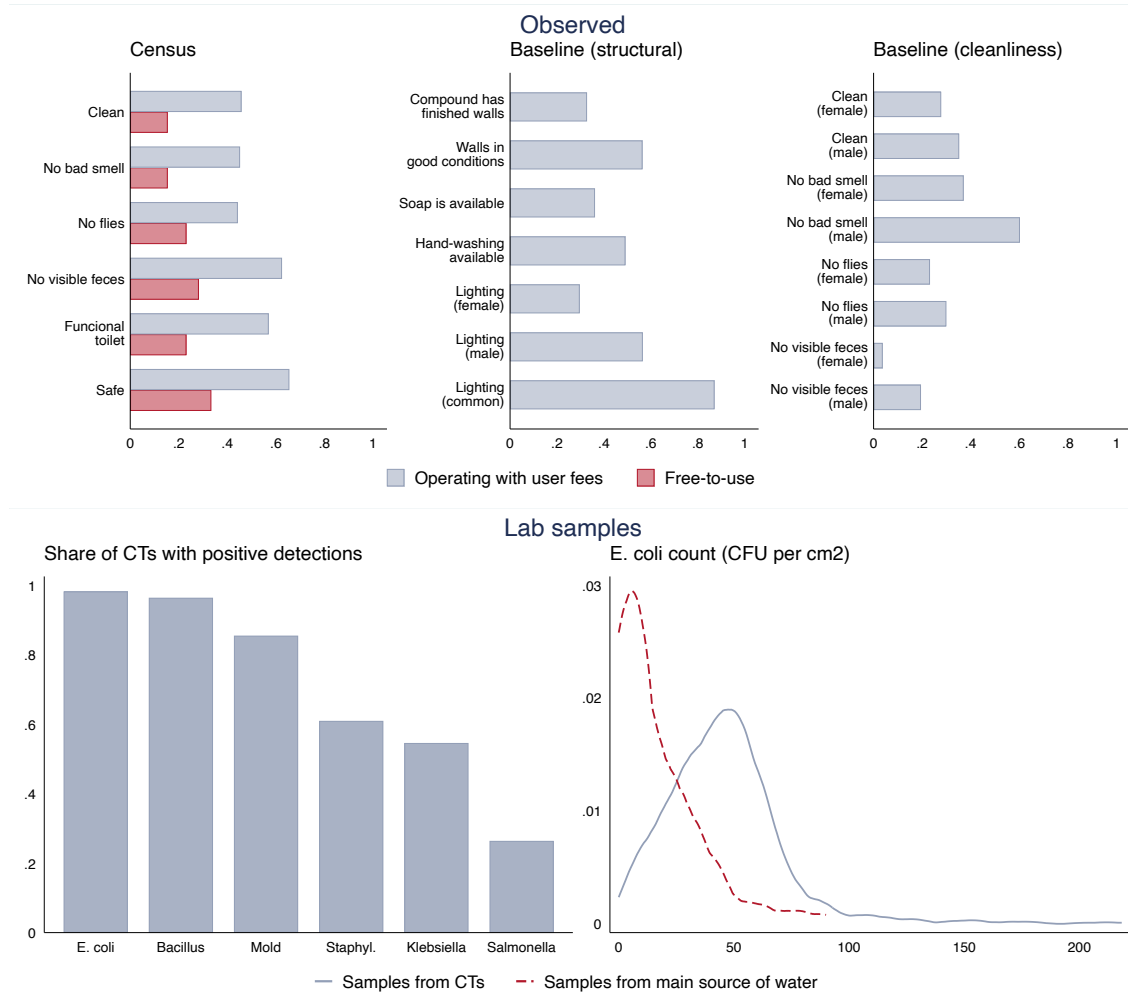 Observed
Census
Clean
No bad smell
No flies
No visible feces
Funcional
toilet
Safe
0 .2 .4 .6 .8 1
Baseline (structural)
Compound has
finished walls
Walls in
good conditions
Soap is available
Hand-washing
available
Lighting
(female)
Lighting
(male)
Lighting
(common)
0 .2 .4 .6 .8 1
Baseline (cleanliness)
Clean
(female)
Clean
(male)
No bad smell
(female)
No bad smell
(male)
No flies
(female)
No flies
(male)
No visible feces
(female)
No visible feces
(male)
0 .2 .4 .6 .8 1
Operating with user fees Free-to-use
Lab samples
Share of CTs with positive detections
1
.8
.6
.4
.2
0
E. coli Bacillus Mold Staphyl. Klebsiella Salmonella
E. coli count (CFU per cm2)
.03
.02
.01
0
0 50 100 150 200
Samples from CTs Samples from main source of water